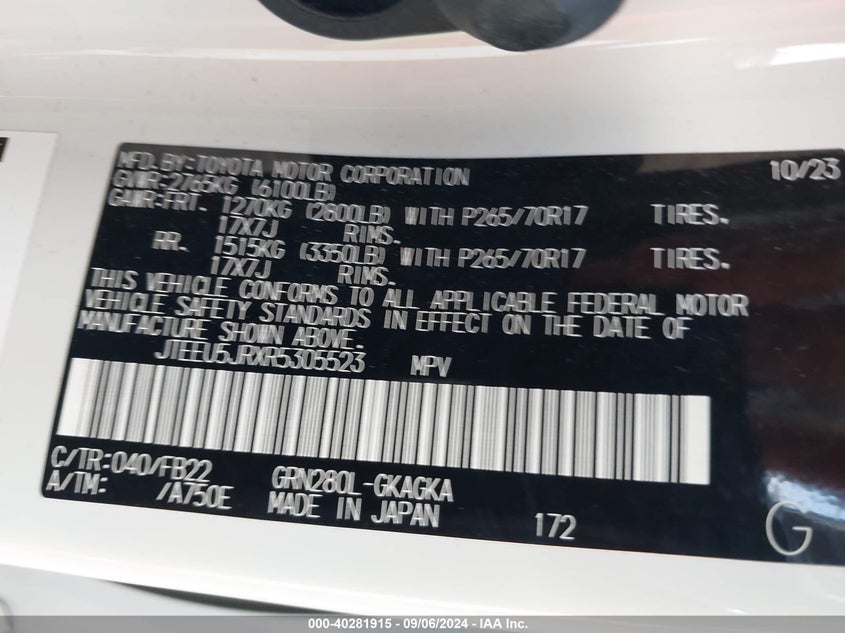 MFD.BY:TOYOTA MOTOR CORPORATION 10/23
GVWR:2765KG (6100LB)
GAWR:FRT. 1270KG (2800LB) WITH P265/70R17 TIRES.
17X7J RIMS.
RR. 1515KG (3350LB) WITH P265/70R17 TIRES.
17X7J RIMS.
THIS VEHICLE CONFORMS TO ALL APPLICABLE FEDERAL MOTOR
VEHICLE SAFETY STANDARDS IN EFFECT ON THE DATE OF
MANUFACTURE SHOWN ABOVE.
JTEFU5JRXR5305523 MPV
C/TR:040/FB22 GRN280L-GKAGKA
A/TM: /A750E MADE IN JAPAN 172 G
000-40281915 - 09/06/2024 - IAA Inc.